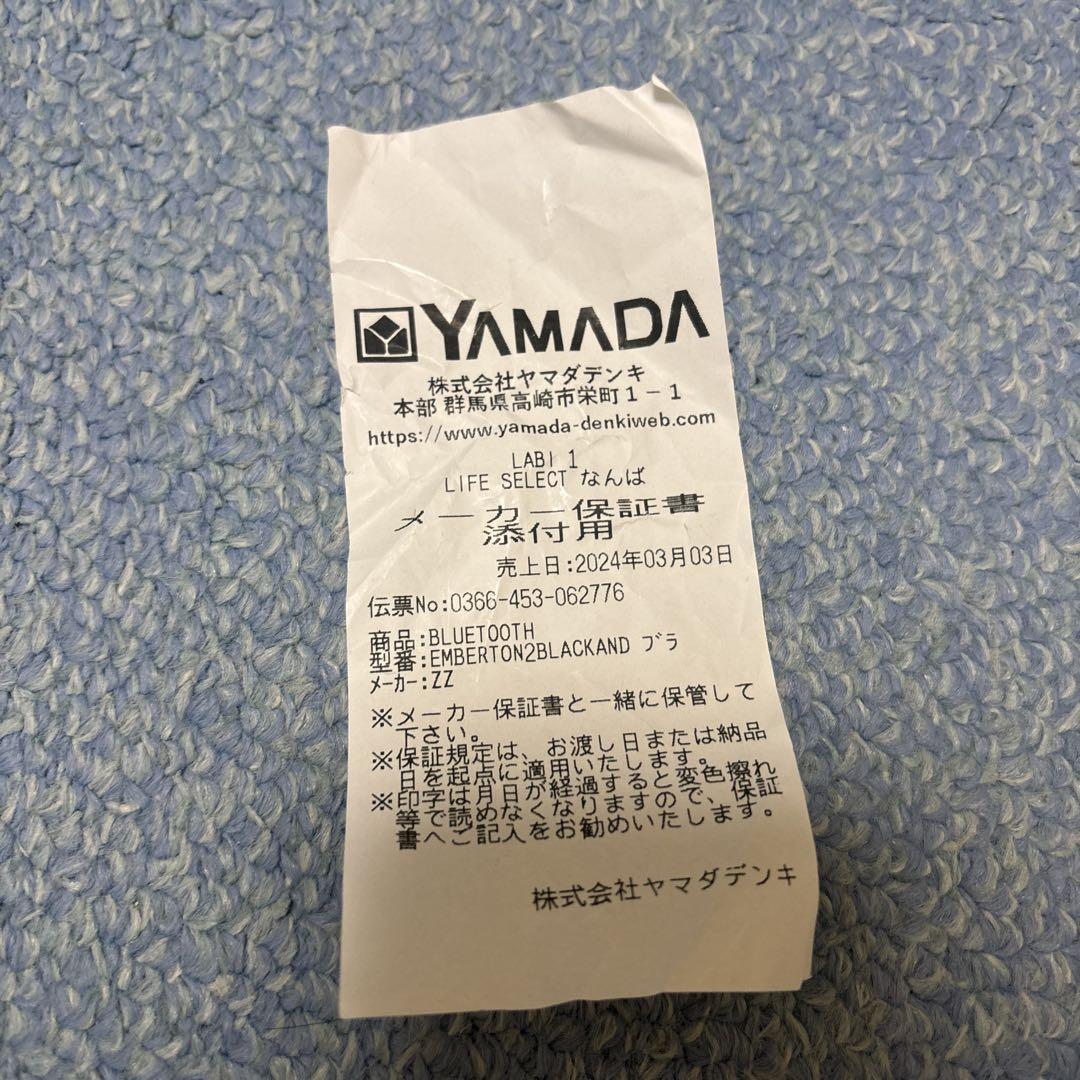 YAMADA
株式会社ヤマダデンキ
本部 群馬県高崎市栄町1-1
https://www.yamada-denkiweb.com
LABI 1
LIFE SELECT なんば
メーカー保証書
添付用
売上日:2024年03月03日
伝票No:0366-453-062776
商品:BLUETOOTH
型番:EMBERTON2BLACKAND ブラ
メーカー:ZZ
※メーカー保証書と一緒に保管して
下さい。
※保証規定は、お渡し日または納品
日を起点に適用いたします。
※印字は月日が経過すると変色擦れ
等で読めなくなりますので、保証
書へご記入をお勧めいたします。
株式会社ヤマダデンキ